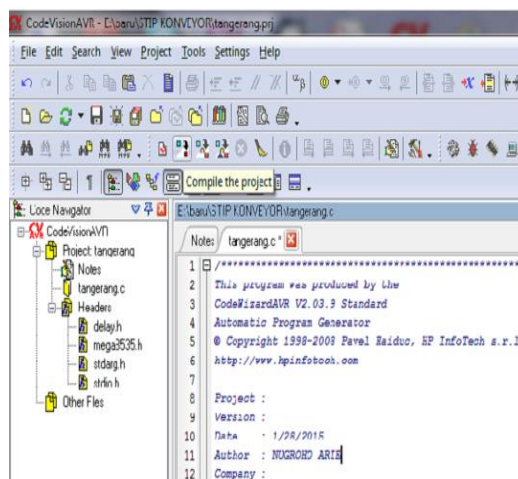 CodeVisionAVR - E:\baru\STIP KONVEYOR\tangerang.prj
File Edit Search View Project Tools Settings Help
Compile the project
Code Navigator
CodeVisionAVR
Project: tangerang
Notes
tangerang.c
Headers
delay.h
mega8535.h
stdarg.h
stdio.h
Other Files
E:\baru\STIP KONVEYOR\tangerang.c
Notes tangerang.c *
1 /*****************************************************
2 This program was produced by the
3 CodeWizardAVR V2.03.9 Standard
4 Automatic Program Generator
5 © Copyright 1998-2008 Pavel Haiduc, HP InfoTech s.r.l
6 http://www.hpinfotech.com
7
8 Project :
9 Version :
10 Date : 1/28/2015
11 Author : NUGROHO ARIE
12 Company :